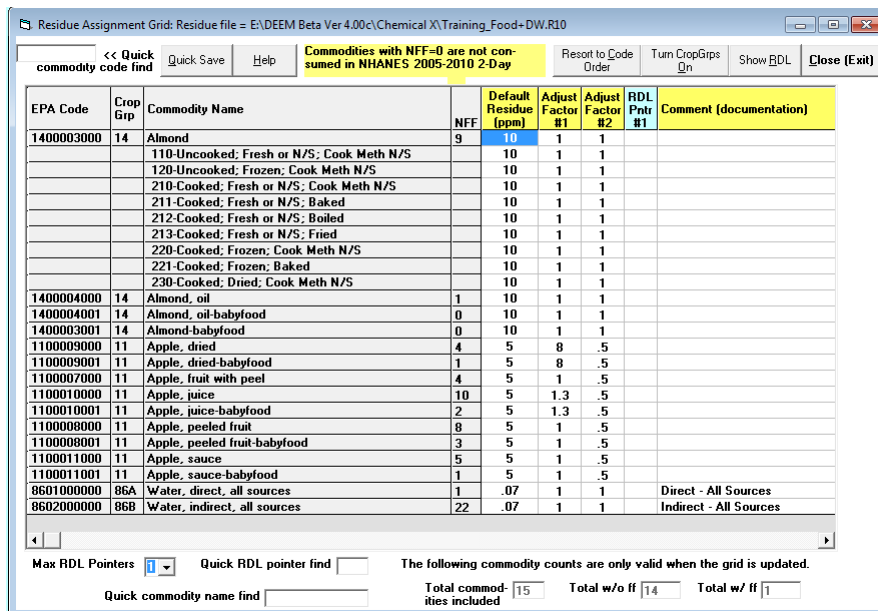 Residue Assignment Grid: Residue file = E:\DEEM Beta Ver 4.00c\Chemical X\Training_Food+DW.R10
<< Quick commodity code find
Quick Save
Help
Commodities with NFF=0 are not con-
sumed in NHANES 2005-2010 2-Day
Resort to Code Order
Turn CropGrps On
Show RDL
Close (Exit)
EPA Code Crop Grp Commodity Name NFF Default Residue (ppm) Adjust Factor #1 Adjust Factor #2 RDL Pntr #1 Comment (documentation)
1400003000 14 Almond 9 10 1 1
110-Uncooked; Fresh or N/S; Cook Meth N/S 10 1 1
120-Uncooked; Frozen; Cook Meth N/S 10 1 1
210-Cooked; Fresh or N/S; Cook Meth N/S 10 1 1
211-Cooked; Fresh or N/S; Baked 10 1 1
212-Cooked; Fresh or N/S; Boiled 10 1 1
213-Cooked; Fresh or N/S; Fried 10 1 1
220-Cooked; Frozen; Cook Meth N/S 10 1 1
221-Cooked; Frozen; Baked 10 1 1
230-Cooked; Dried; Cook Meth N/S 10 1 1
1400004000 14 Almond, oil 1 10 1 1
1400004001 14 Almond, oil-babyfood 0 10 1 1
1400003001 14 Almond-babyfood 0 10 1 1
1100009000 11 Apple, dried 4 5 8 .5
1100009001 11 Apple, dried-babyfood 1 5 8 .5
1100007000 11 Apple, fruit with peel 4 5 1 .5
1100010000 11 Apple, juice 10 5 1.3 .5
1100010001 11 Apple, juice-babyfood 2 5 1.3 .5
1100008000 11 Apple, peeled fruit 8 5 1 .5
1100008001 11 Apple, peeled fruit-babyfood 3 5 1 .5
1100011000 11 Apple, sauce 5 5 1 .5
1100011001 11 Apple, sauce-babyfood 1 5 1 .5
8601000000 86A Water, direct, all sources 1 .07 1 1 Direct - All Sources
8602000000 86B Water, indirect, all sources 22 .07 1 1 Indirect - All Sources
Max RDL Pointers 1 Quick RDL pointer find The following commodity counts are only valid when the grid is updated.
Quick commodity name find Total commod-
ities included 15 Total w/o ff 14 Total w/ ff 1